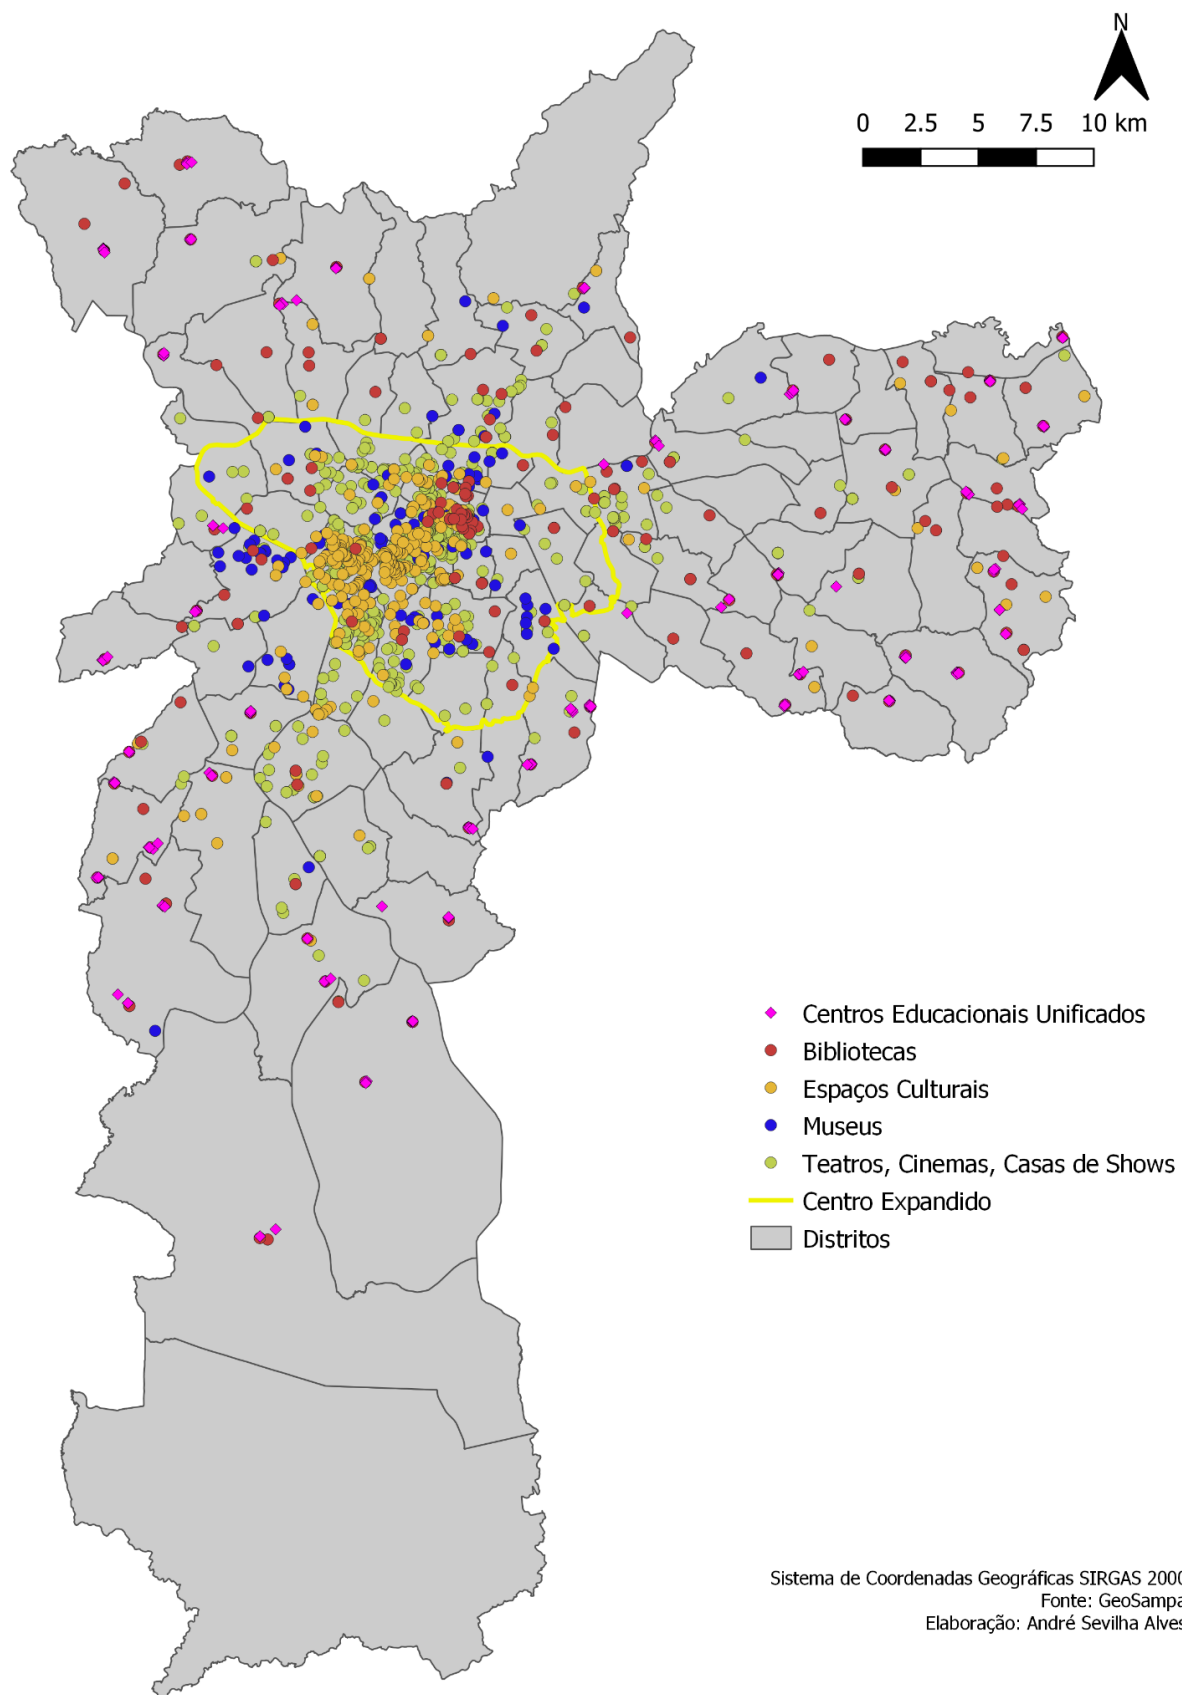 N
0 2.5 5 7.5 10 km
Centros Educacionais Unificados
Bibliotecas
Espaços Culturais
Museus
Teatros, Cinemas, Casas de Shows
Centro Expandido
Distritos
Sistema de Coordenadas Geográficas SIRGAS 2000
Fonte: GeoSampa
Elaboração: André Sevilha Alves